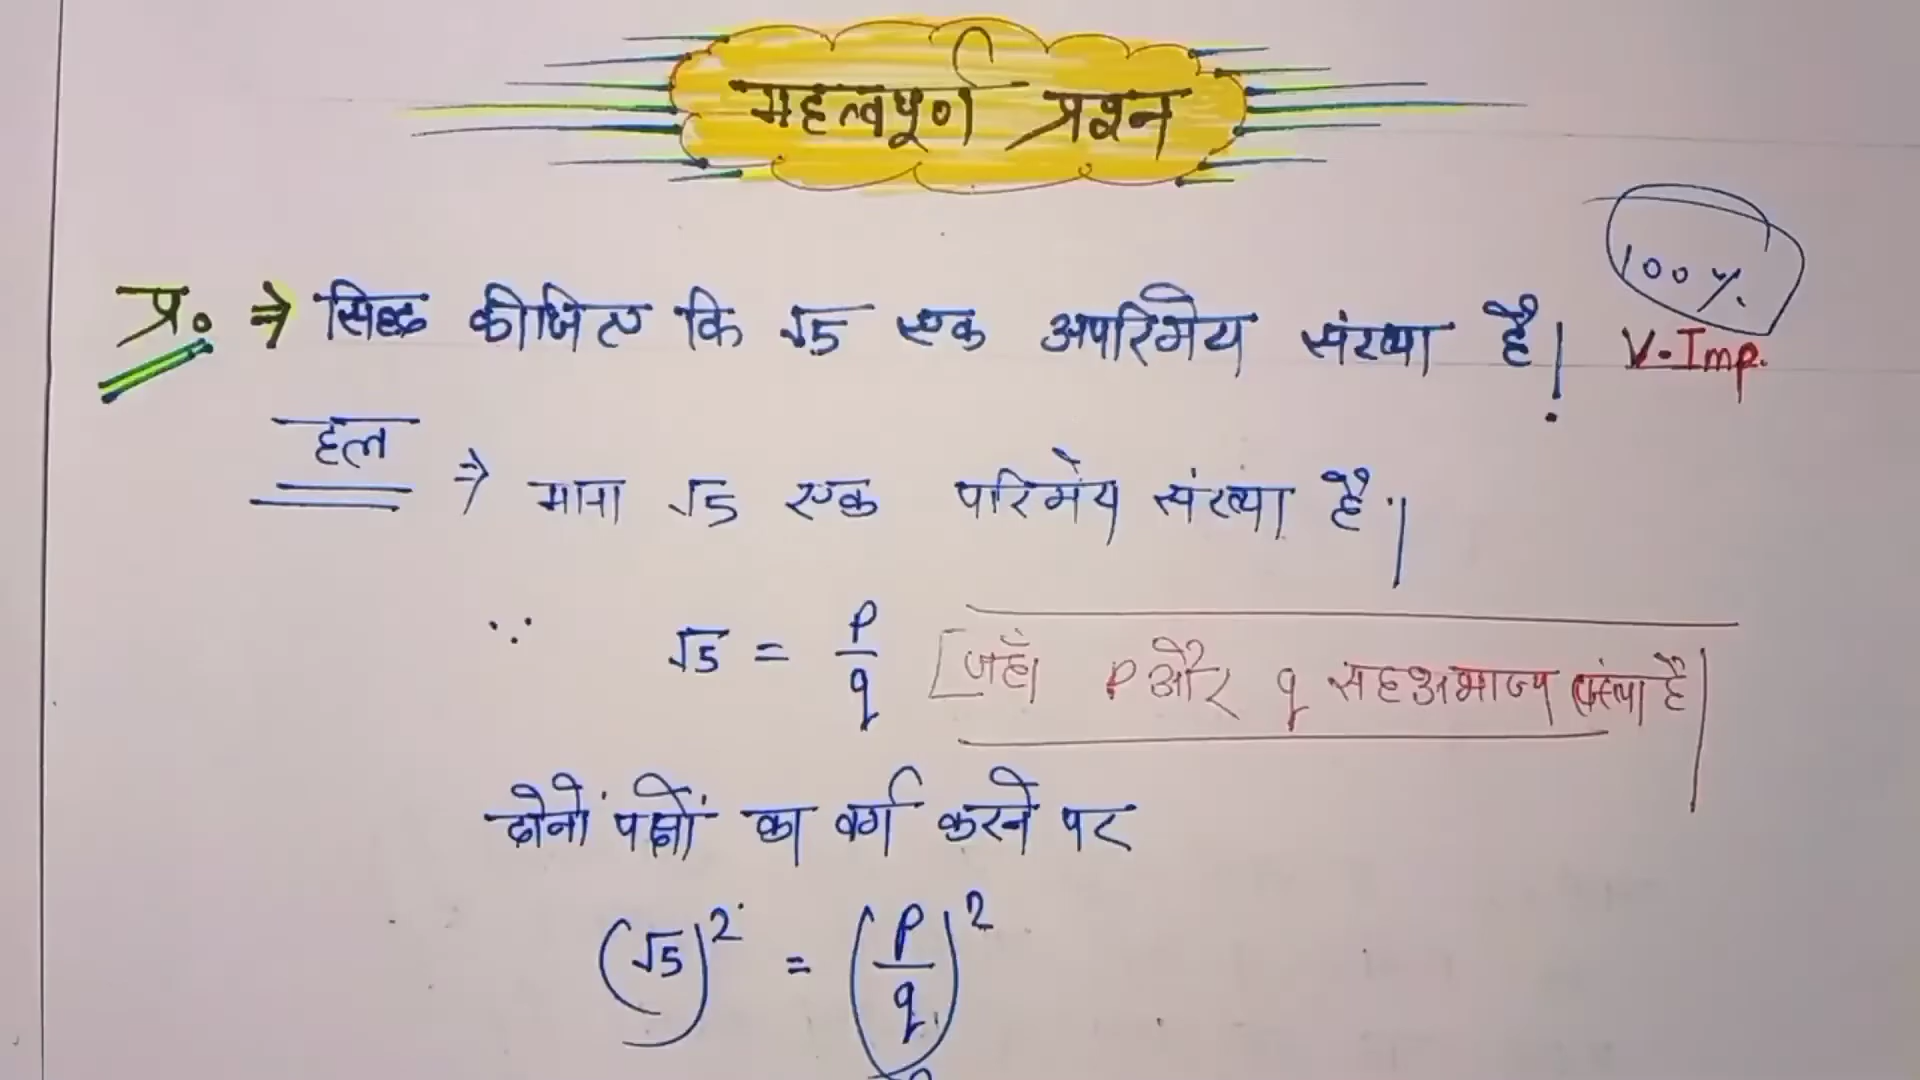 महत्वपूर्ण प्रश्न
100%
प्र. ⇒ सिद्ध कीजिए कि √5 एक अपरिमेय संख्या है। V. Imp.
हल ⇒ माना √5 एक परिमेय संख्या है।
∵ √5 = p/q [जहाँ p और q सहअभाज्य संख्या है]
दोनों पक्षों का वर्ग करने पर
(√5)² = (p/q)²